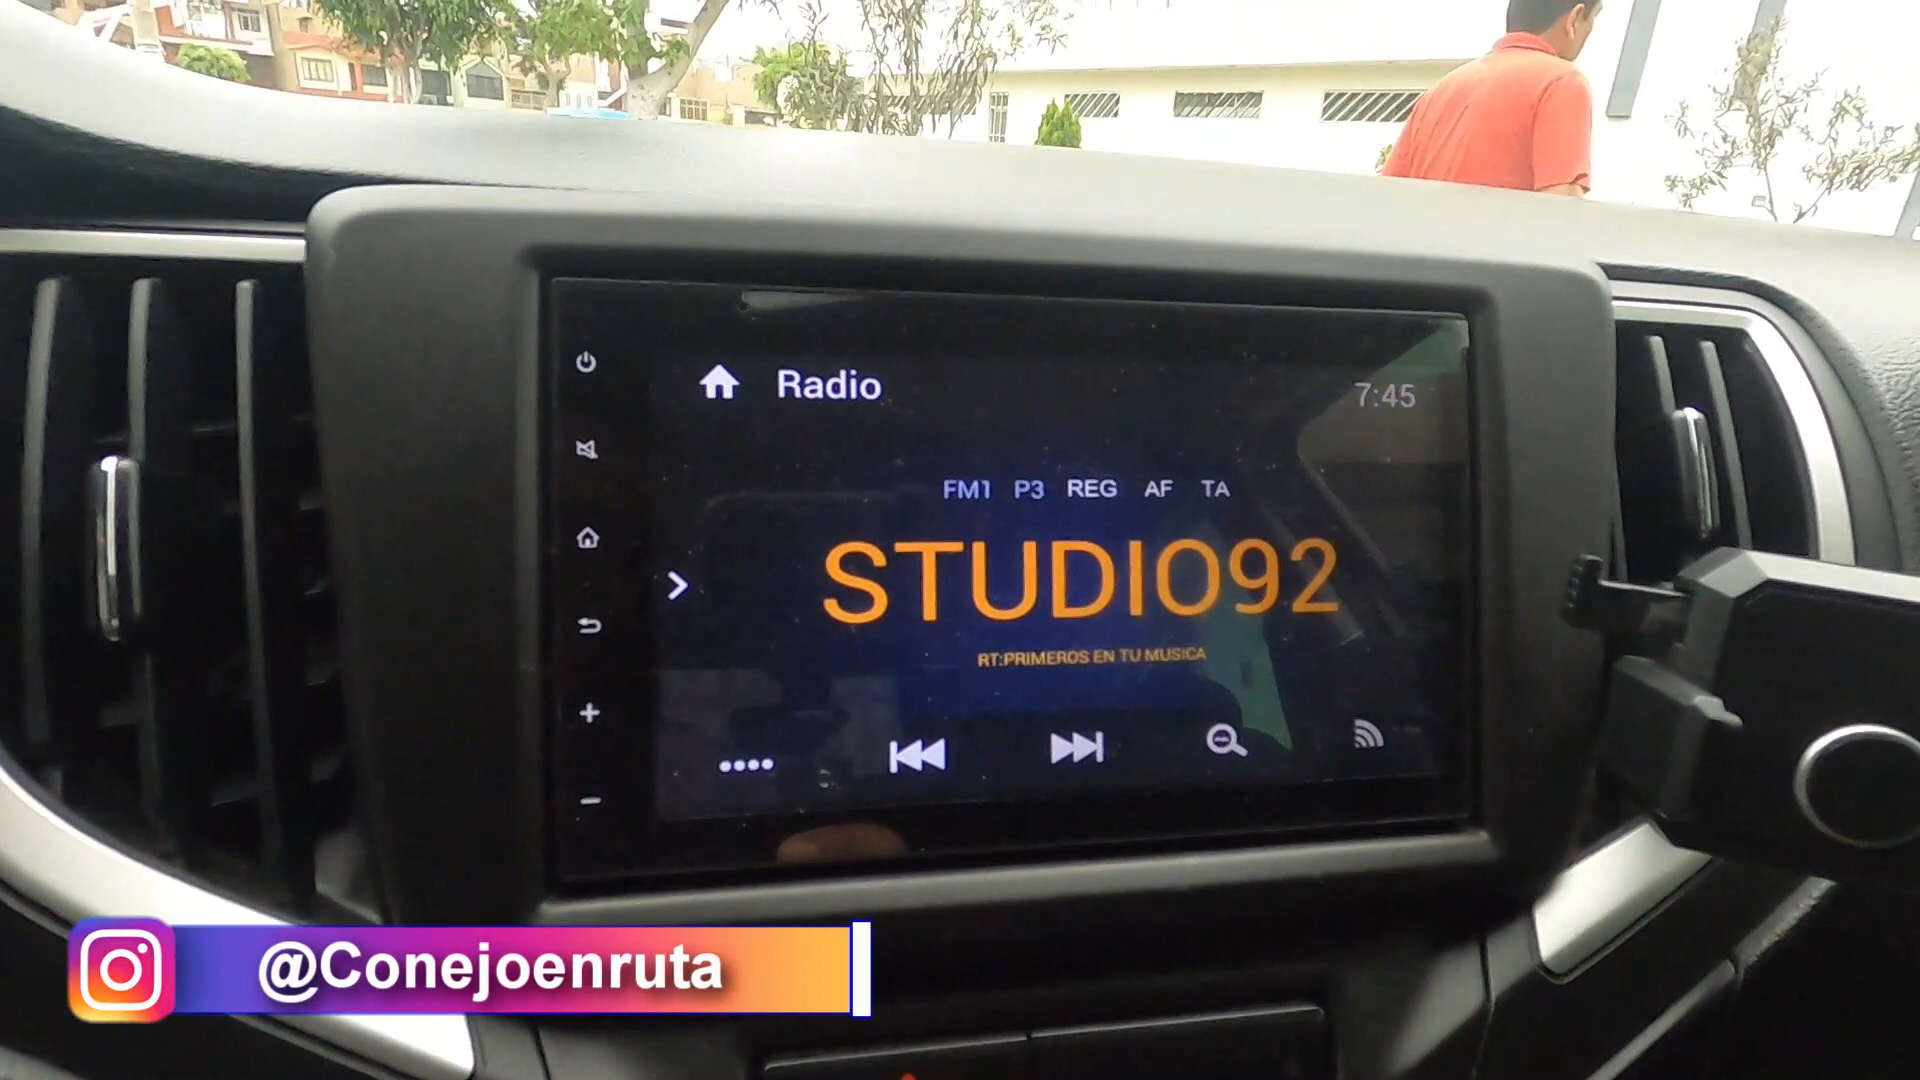 Radio
7:45
FM1 P3 REG AF TA
STUDIO92
RT:PRIMEROS EN TU MUSICA
@Conejoenruta